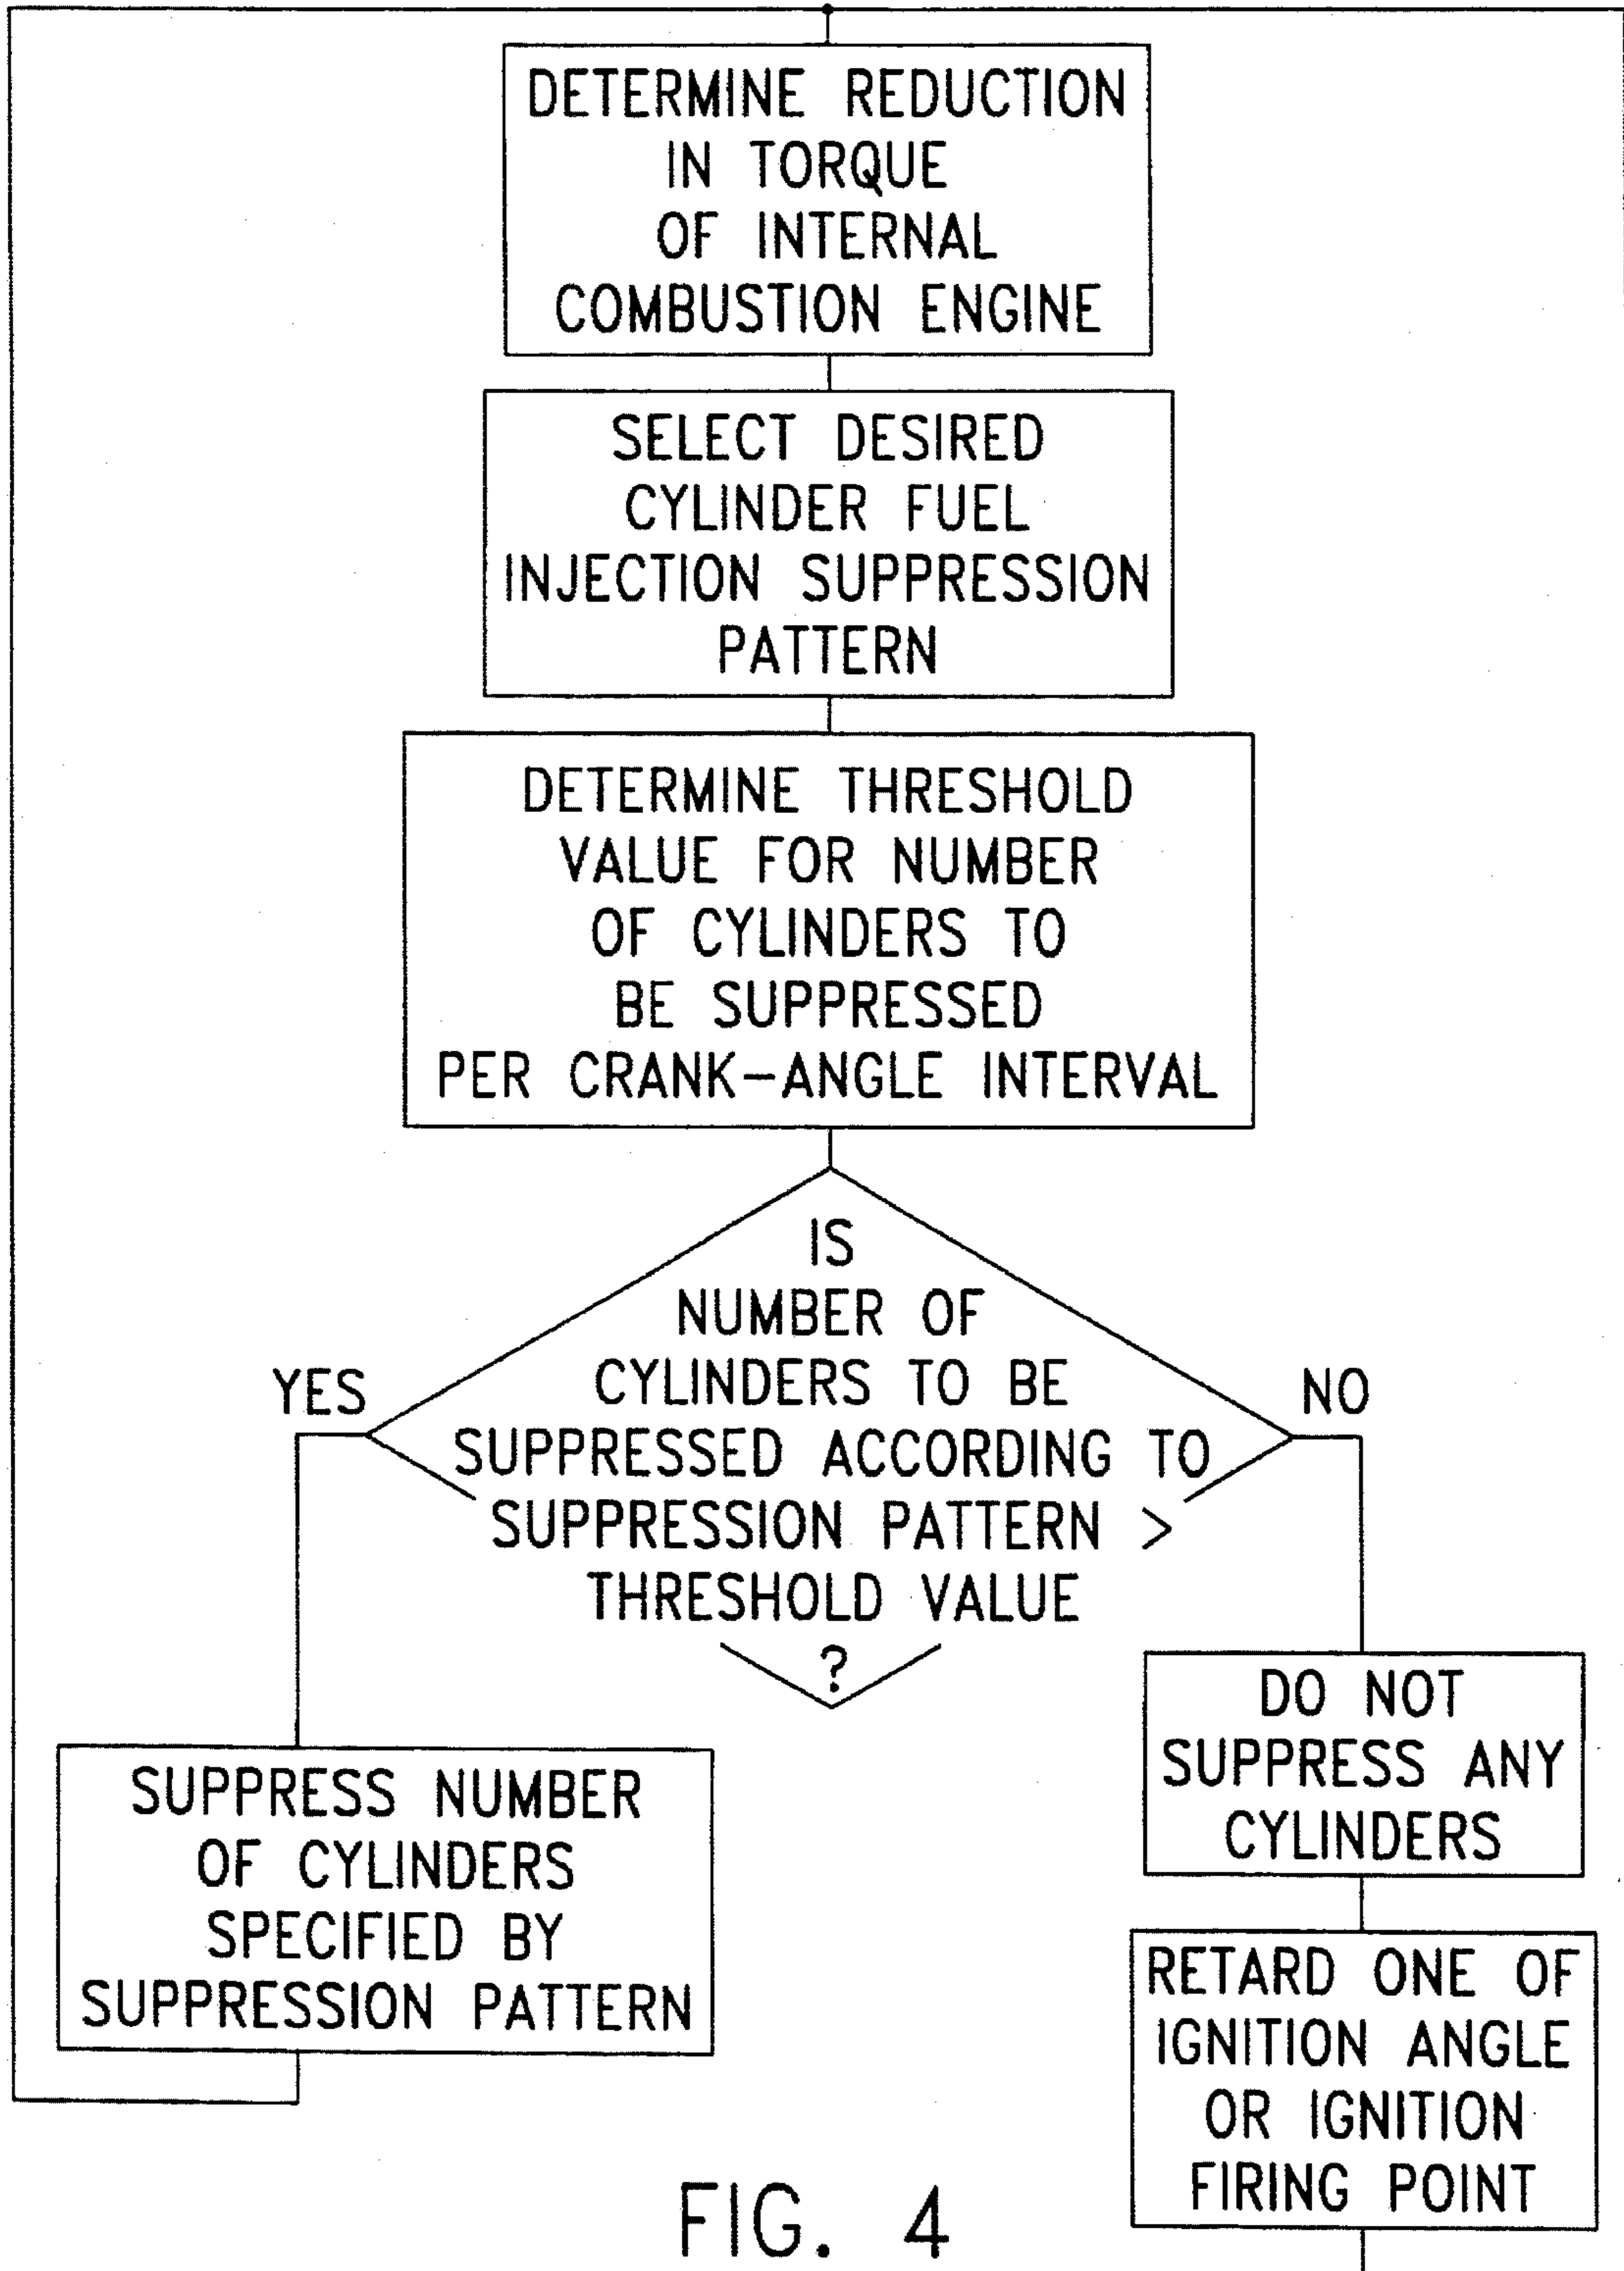 DETERMINE REDUCTION
IN TORQUE
OF INTERNAL
COMBUSTION ENGINE
SELECT DESIRED
CYLINDER FUEL
INJECTION SUPPRESSION
PATTERN
DETERMINE THRESHOLD
VALUE FOR NUMBER
OF CYLINDERS TO
BE SUPPRESSED
PER CRANK-ANGLE INTERVAL
IS
NUMBER OF
CYLINDERS TO BE
SUPPRESSED ACCORDING TO
SUPPRESSION PATTERN >
THRESHOLD VALUE
?
YES
NO
SUPPRESS NUMBER
OF CYLINDERS
SPECIFIED BY
SUPPRESSION PATTERN
DO NOT
SUPPRESS ANY
CYLINDERS
RETARD ONE OF
IGNITION ANGLE
OR IGNITION
FIRING POINT
FIG. 4